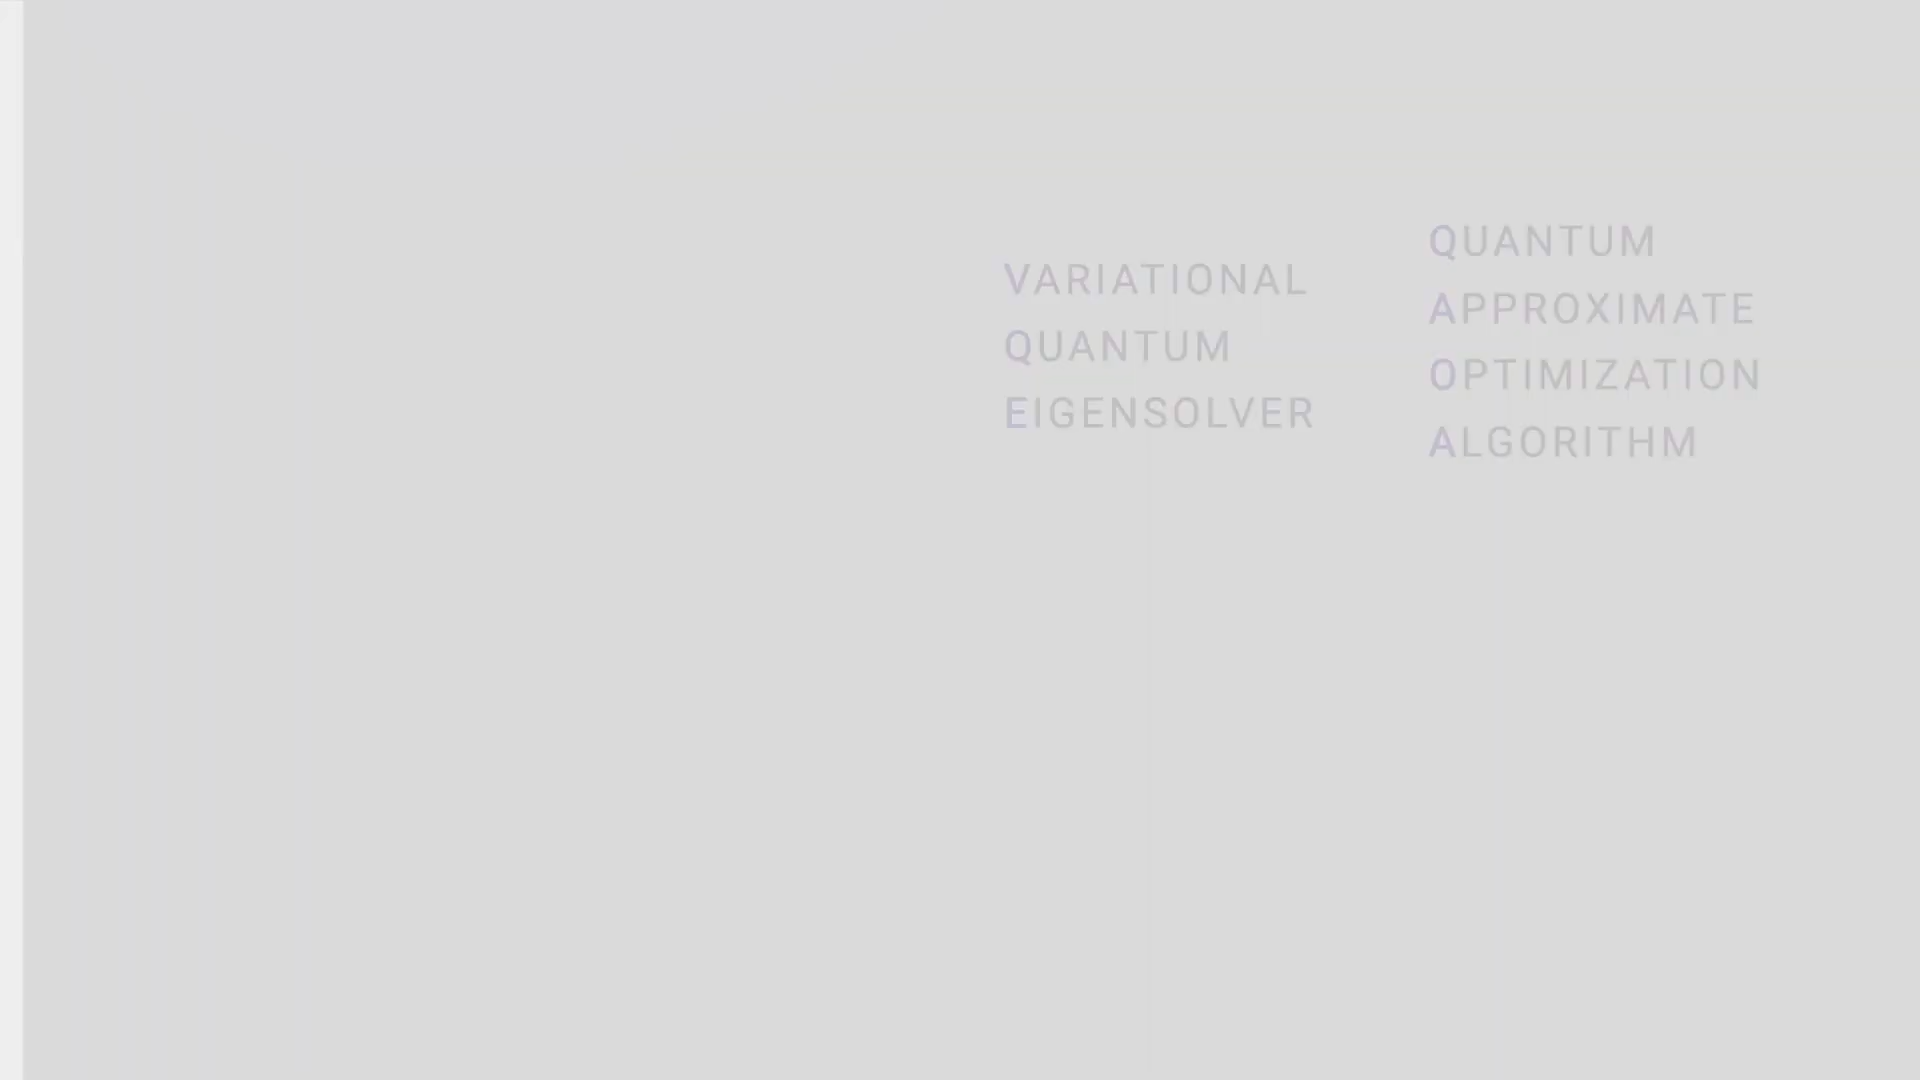 VARIATIONAL
QUANTUM
EIGENSOLVER
QUANTUM
APPROXIMATE
OPTIMIZATION
ALGORITHM